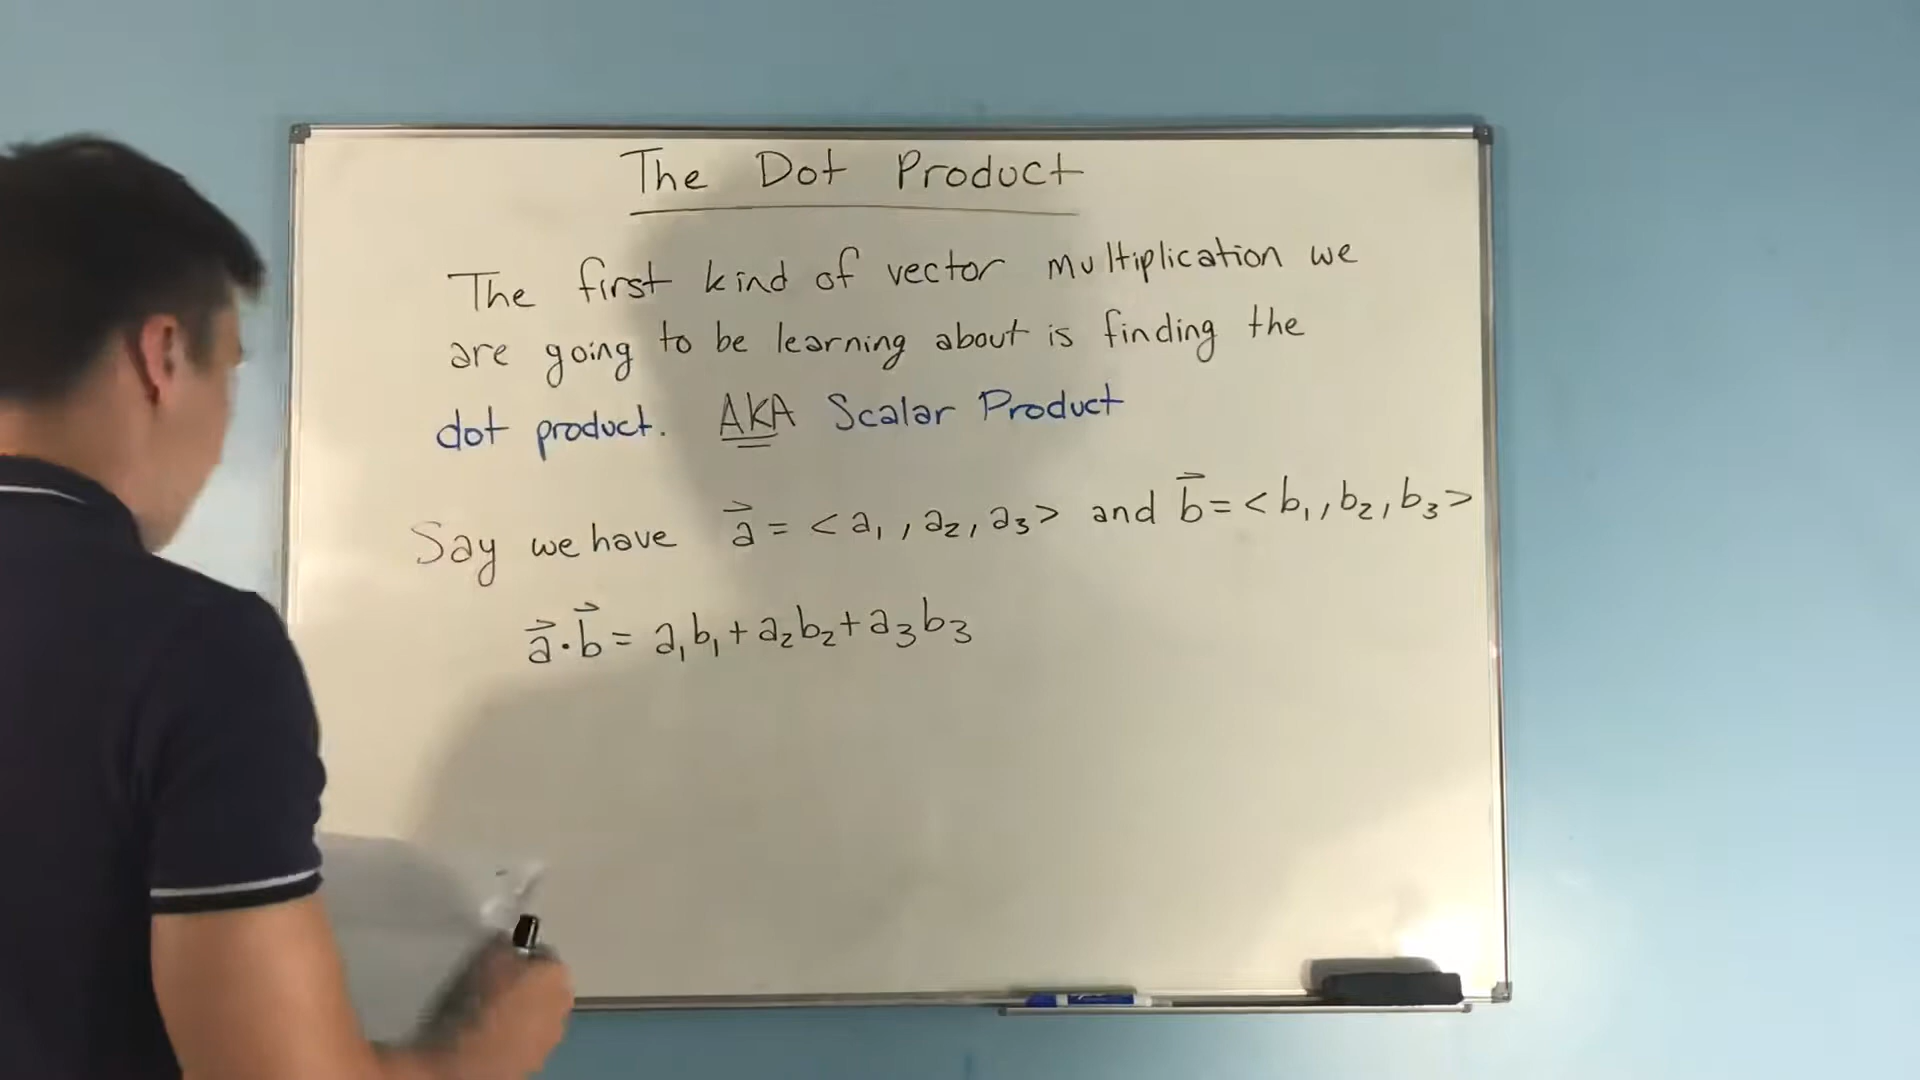 The Dot Product
The first kind of vector multiplication we
are going to be learning about is finding the
dot product. AKA Scalar Product
Say we have a⃗ = <a₁, a₂, a₃> and b⃗ = <b₁, b₂, b₃>
a⃗ · b⃗ = a₁b₁ + a₂b₂ + a₃b₃